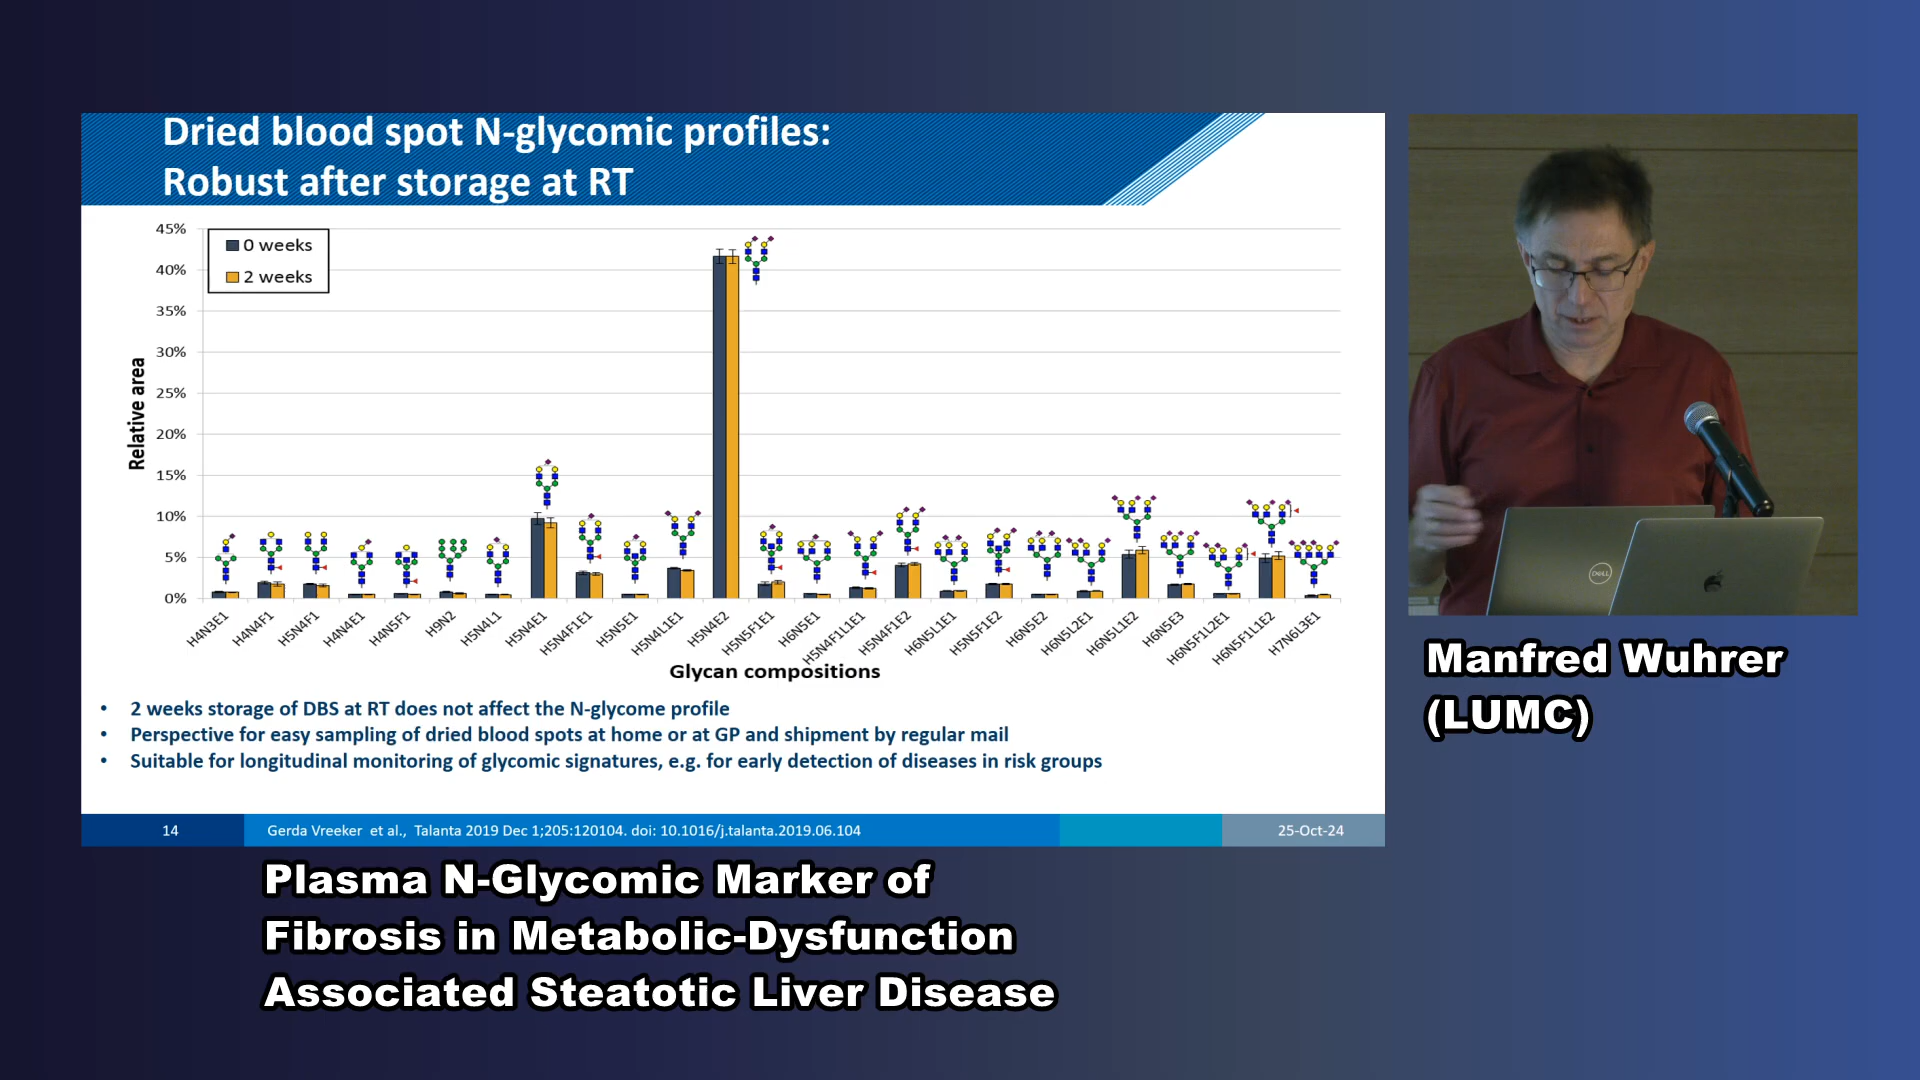 Dried blood spot N-glycomic profiles:
Robust after storage at RT
45%
40%
35%
30%
25%
20%
15%
10%
5%
0%
Relative area
0 weeks
2 weeks
H4N3E1
H4N4F1
H5N4F1
H4N4E1
H4N5F1
H9N2
H5N4L1
H5N4E1
H5N4F1E1
H5N5E1
H5N4L1E1
H5N4E2
H5N5F1E1
H6N5E1
H5N4F1L1E1
H5N4F1E2
H6N5L1E1
H5N5F1E2
H6N5E2
H6N5L2E1
H6N5L1E2
H6N5E3
H6N5F1L2E1
H6N5F1L1E2
H7N6L3E1
Glycan compositions
• 2 weeks storage of DBS at RT does not affect the N-glycome profile
• Perspective for easy sampling of dried blood spots at home or at GP and shipment by regular mail
• Suitable for longitudinal monitoring of glycomic signatures, e.g. for early detection of diseases in risk groups
14
Gerda Vreeker et al., Talanta 2019 Dec 1;205:120104. doi: 10.1016/j.talanta.2019.06.104
25-Oct-24
DELL
Manfred Wuhrer
(LUMC)
Plasma N-Glycomic Marker of
Fibrosis in Metabolic-Dysfunction
Associated Steatotic Liver Disease